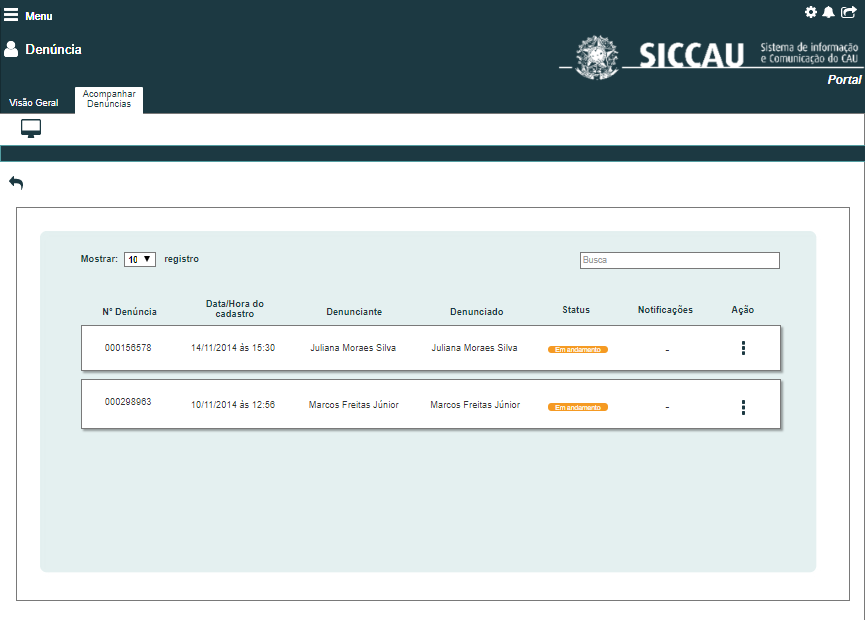 Menu
Denúncia
SICCAU
Sistema de informação
e Comunicação do CAU
Portal
Visão Geral
Acompanhar
Denúncias
Mostrar: 10 ▼ registro
Busca
N° Denúncia
Data/Hora do
cadastro
Denunciante
Denunciado
Status
Notificações
Ação
000156578 14/11/2014 às 15:30 Juliana Moraes Silva Juliana Moraes Silva Em andamento -
000298963 10/11/2014 às 12:56 Marcos Freitas Júnior Marcos Freitas Júnior Em andamento -